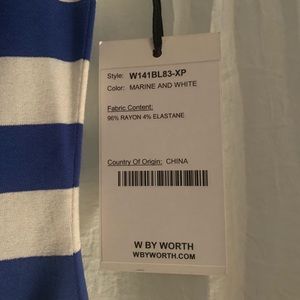 Style: W141BL83-XP
Color: MARINE AND WHITE
Fabric Content:
96% RAYON 4% ELASTANE
Country Of Origin: CHINA
W BY WORTH
WBYWORTH.COM